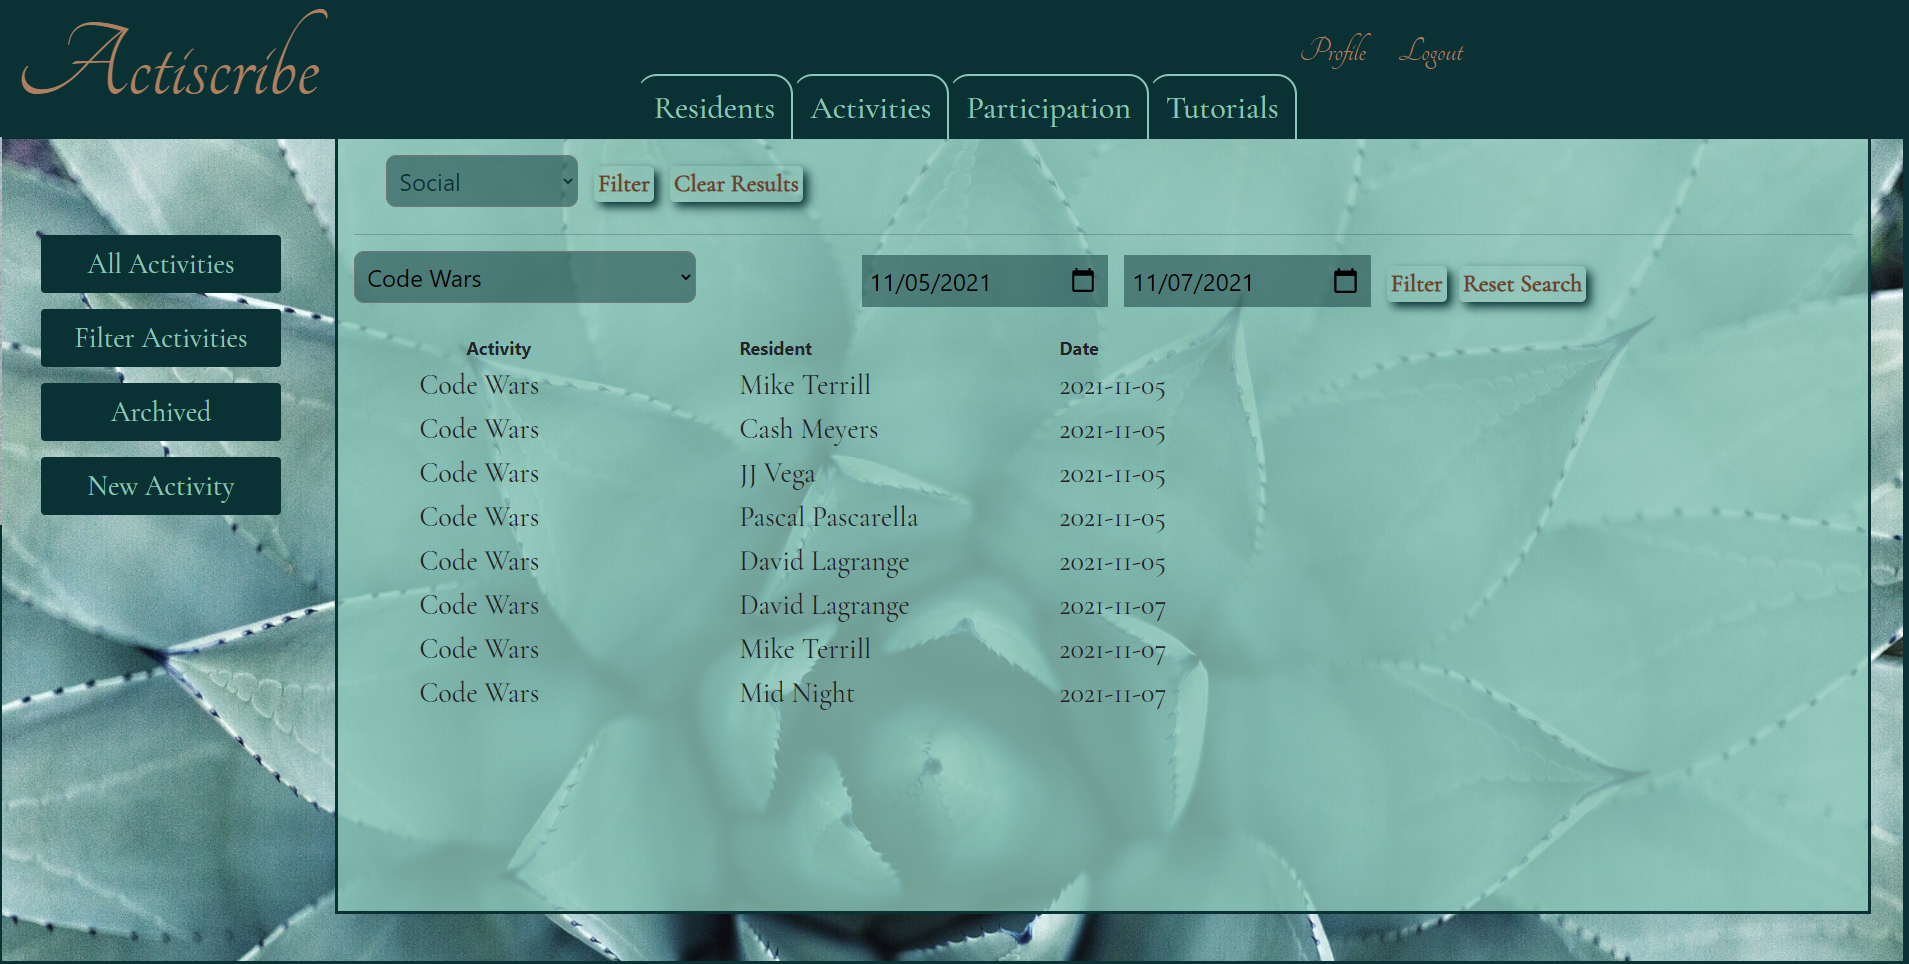 Actiscribe
Profile Logout
Residents Activities Participation Tutorials
Social Filter Clear Results
All Activities
Filter Activities
Archived
New Activity
Code Wars 11/05/2021 11/07/2021 Filter Reset Search
Activity Resident Date
Code Wars Mike Terrill 2021-11-05
Code Wars Cash Meyers 2021-11-05
Code Wars JJ Vega 2021-11-05
Code Wars Pascal Pascarella 2021-11-05
Code Wars David Lagrange 2021-11-05
Code Wars David Lagrange 2021-11-07
Code Wars Mike Terrill 2021-11-07
Code Wars Mid Night 2021-11-07